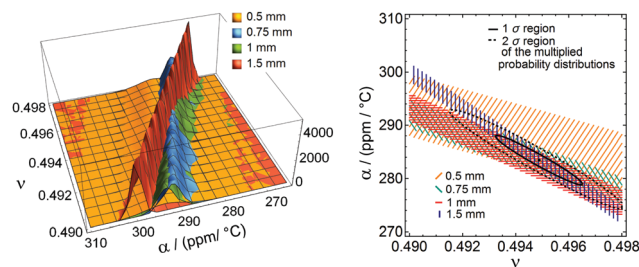 0.5 mm
0.75 mm
1 mm
1.5 mm
4000
2000
0
0.498
0.496
0.494
0.492
0.490
ν
310
300
290
280
270
α / (ppm/ °C)
1 σ region
2 σ region
of the multiplied
probability distributions
310
300
290
280
270
α / (ppm/ °C)
0.5 mm
0.75 mm
1 mm
1.5 mm
0.490 0.492 0.494 0.496 0.498
ν